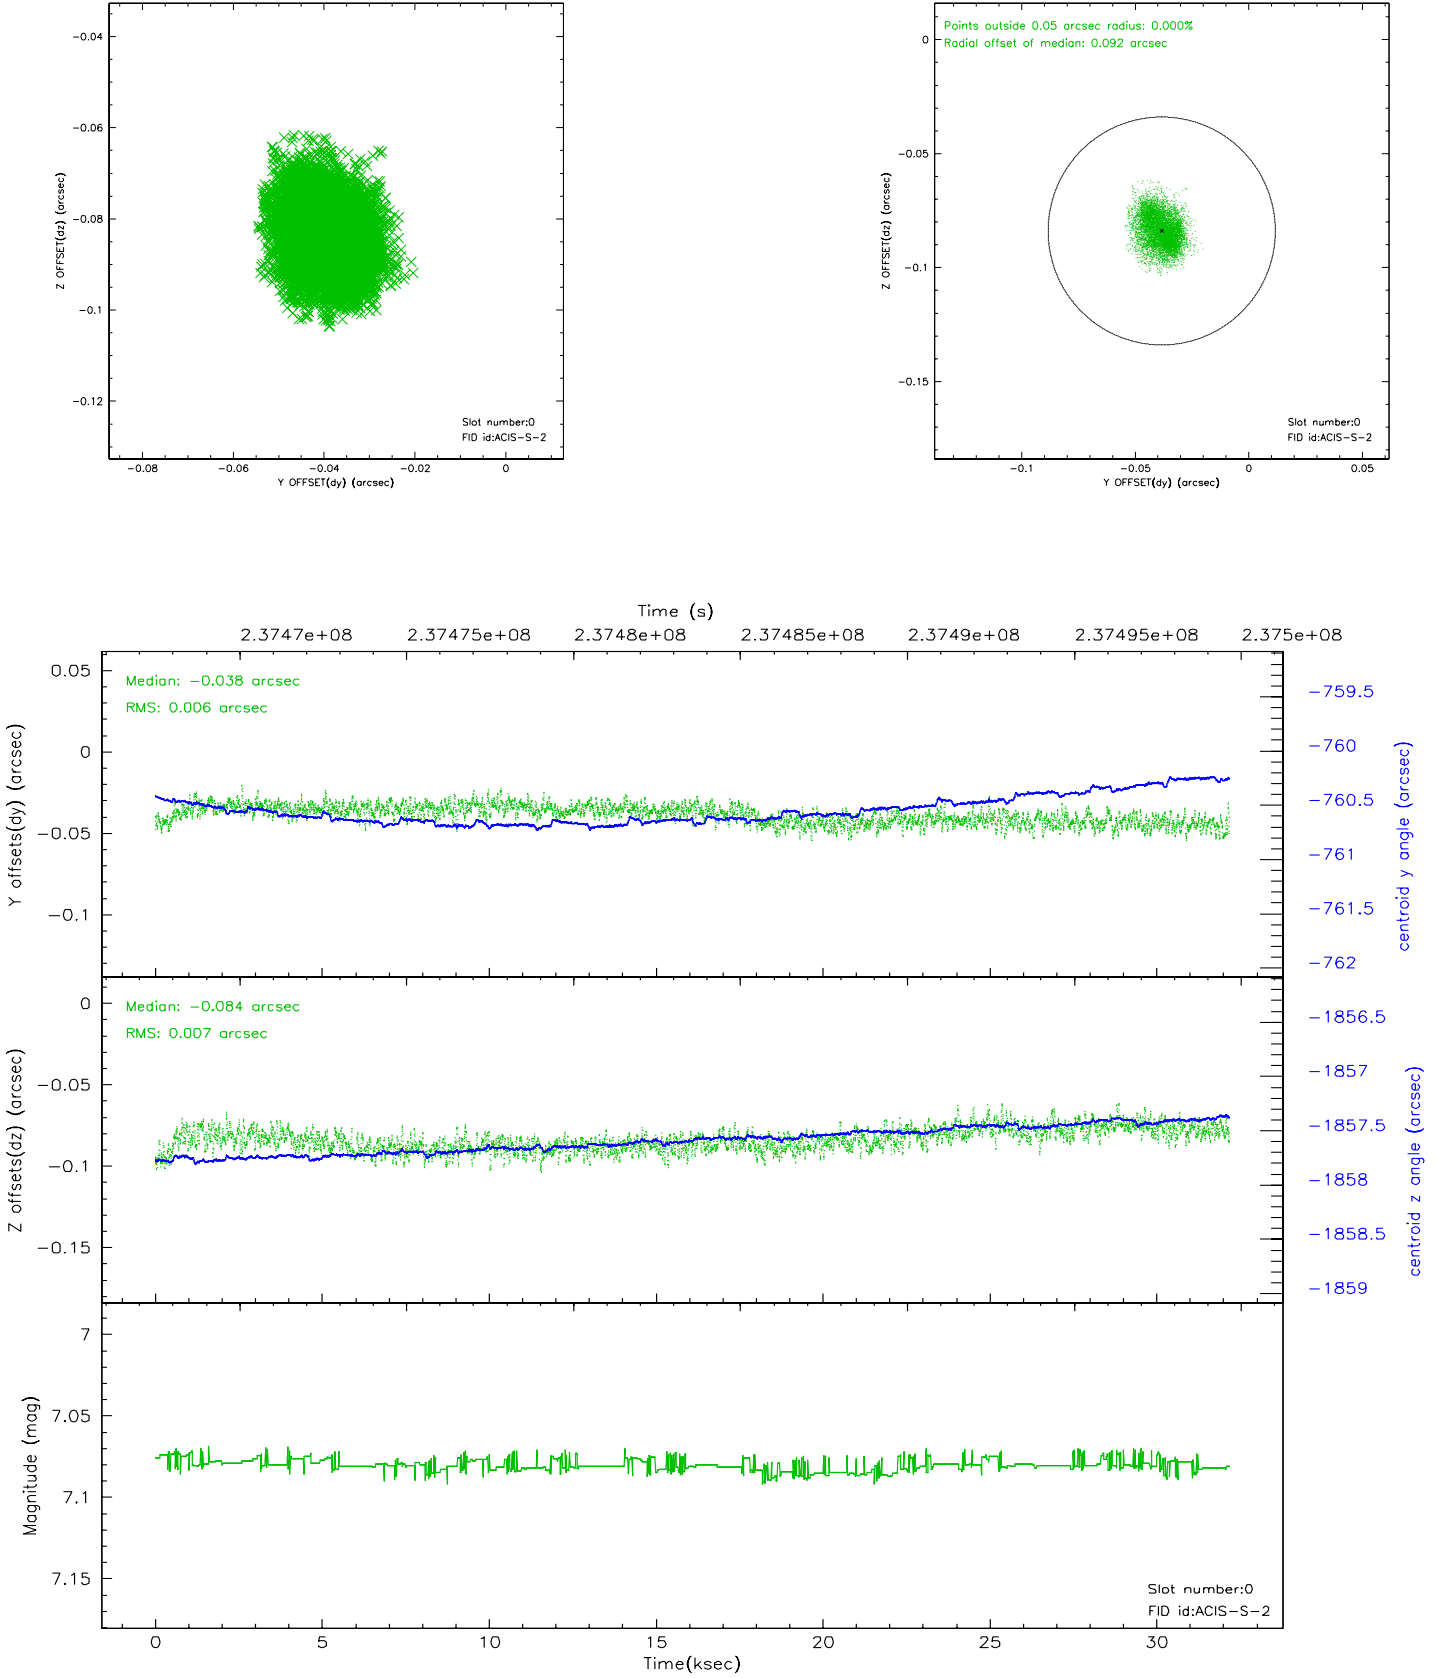 −0.04
−0.06
−0.08
−0.1
−0.12
Z OFFSET(dz) (arcsec)
Slot number:0
FID id:ACIS−S−2
−0.08 −0.06 −0.04 −0.02 0
Y OFFSET(dy) (arcsec)
Points outside 0.05 arcsec radius: 0.000%
Radial offset of median: 0.092 arcsec
0
−0.05
−0.1
−0.15
Z OFFSET(dz) (arcsec)
Slot number:0
FID id:ACIS−S−2
−0.1 −0.05 0 0.05
Y OFFSET(dy) (arcsec)
Time (s)
2.3747e+08 2.37475e+08 2.3748e+08 2.37485e+08 2.3749e+08 2.37495e+08 2.375e+08
Median: −0.038 arcsec
RMS: 0.006 arcsec
0.05
0
−0.05
−0.1
Y offsets(dy) (arcsec)
−759.5
−760
−760.5
−761
−761.5
−762
centroid y angle (arcsec)
Median: −0.084 arcsec
RMS: 0.007 arcsec
0
−0.05
−0.1
−0.15
Z offsets(dz) (arcsec)
−1856.5
−1857
−1857.5
−1858
−1858.5
−1859
centroid z angle (arcsec)
7
7.05
7.1
7.15
Magnitude (mag)
Slot number:0
FID id:ACIS−S−2
0 5 10 15 20 25 30
Time(ksec)